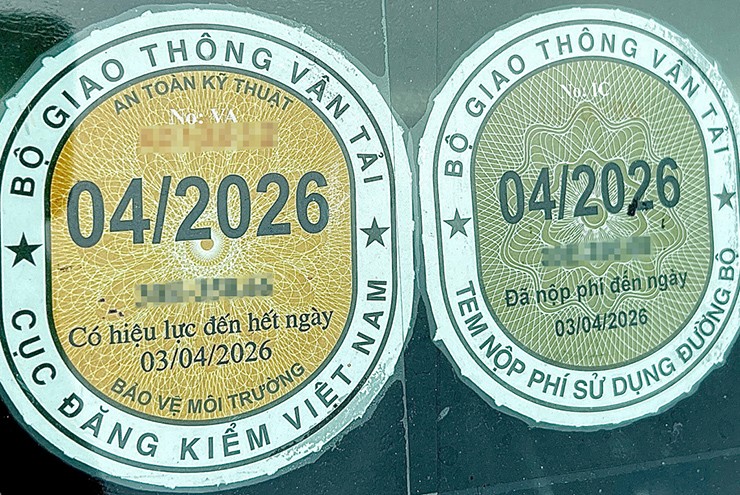 BỘ GIAO THÔNG VẬN TẢI
AN TOÀN KỸ THUẬT
No: VA
04/2026
Có hiệu lực đến hết ngày
03/04/2026
BẢO VỆ MÔI TRƯỜNG
CỤC ĐĂNG KIỂM VIỆT NAM
BỘ GIAO THÔNG VẬN TẢI
No: 1C
04/2026
Đã nộp phí đến ngày
03/04/2026
TEM NỘP PHÍ SỬ DỤNG ĐƯỜNG BỘ